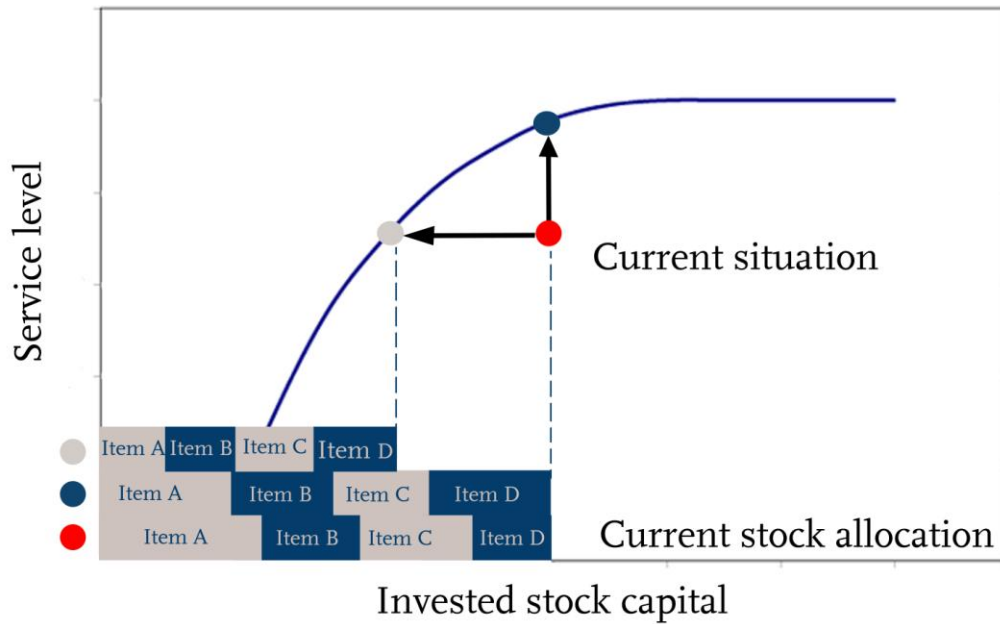 Service level
Current situation
Item A Item B Item C Item D
Item A Item B Item C Item D
Item A Item B Item C Item D
Current stock allocation
Invested stock capital